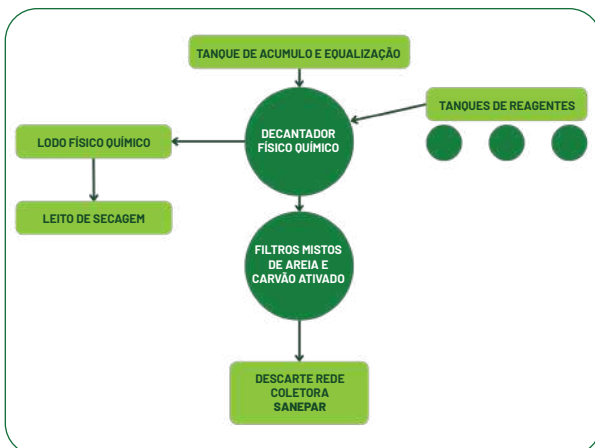 TANQUE DE ACUMULO E EQUALIZAÇÃO
TANQUES DE REAGENTES
DECANTADOR
FÍSICO QUÍMICO
LODO FÍSICO QUÍMICO
LEITO DE SECAGEM
FILTROS MISTOS
DE AREIA E
CARVÃO ATIVADO
DESCARTE REDE
COLETORA
SANEPAR